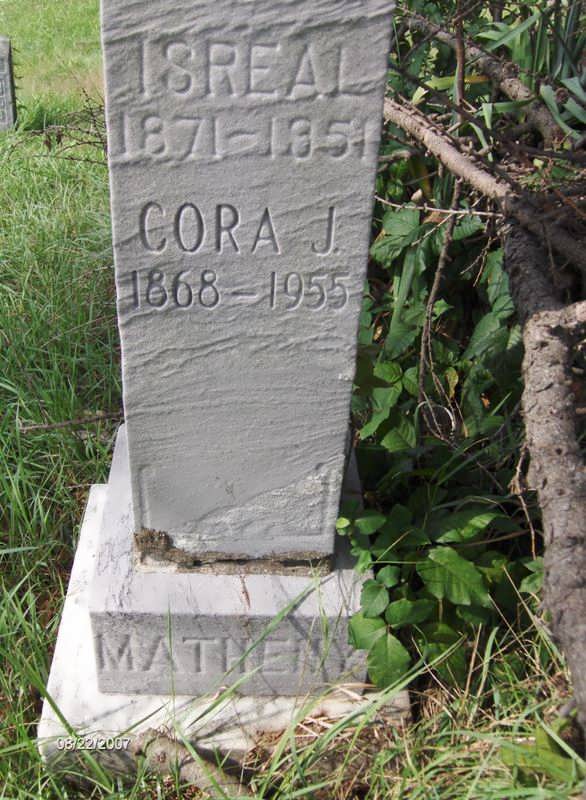 ISREAL
1871-1951
CORA J.
1868-1955
MATHENY
08/22/2007